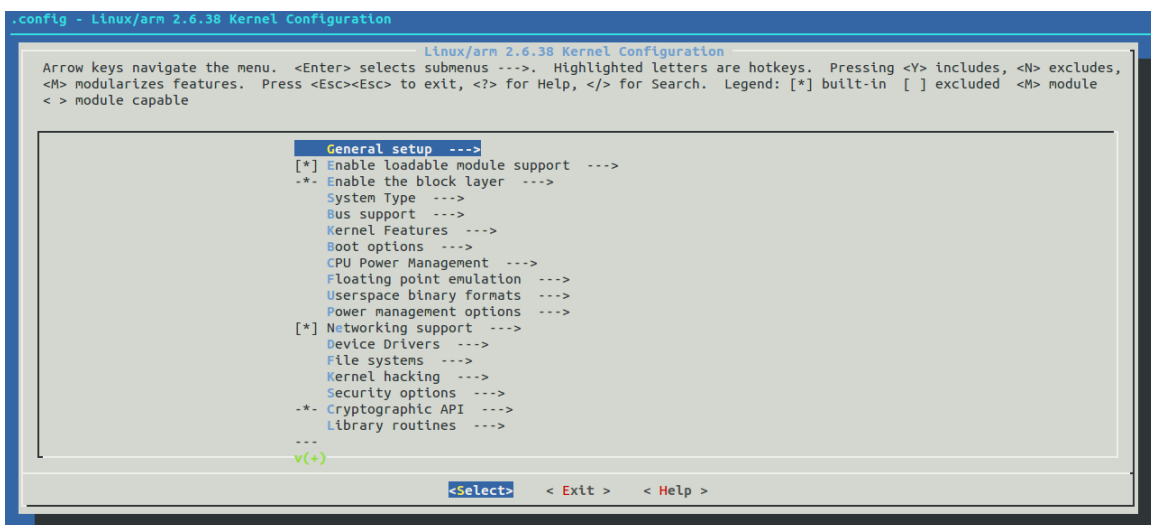 .config - Linux/arm 2.6.38 Kernel Configuration
Linux/arm 2.6.38 Kernel Configuration
Arrow keys navigate the menu.  <Enter> selects submenus --->.  Highlighted letters are hotkeys.  Pressing <Y> includes, <N> excludes,
<M> modularizes features.  Press <Esc><Esc> to exit, <?> for Help, </> for Search.  Legend: [*] built-in  [ ] excluded  <M> module
< > module capable
General setup  --->
[*] Enable loadable module support  --->
-*- Enable the block layer  --->
System Type  --->
Bus support  --->
Kernel Features  --->
Boot options  --->
CPU Power Management  --->
Floating point emulation  --->
Userspace binary formats  --->
Power management options  --->
[*] Networking support  --->
Device Drivers  --->
File systems  --->
Kernel hacking  --->
Security options  --->
-*- Cryptographic API  --->
Library routines  --->
---
v(+)
<Select>    < Exit >    < Help >